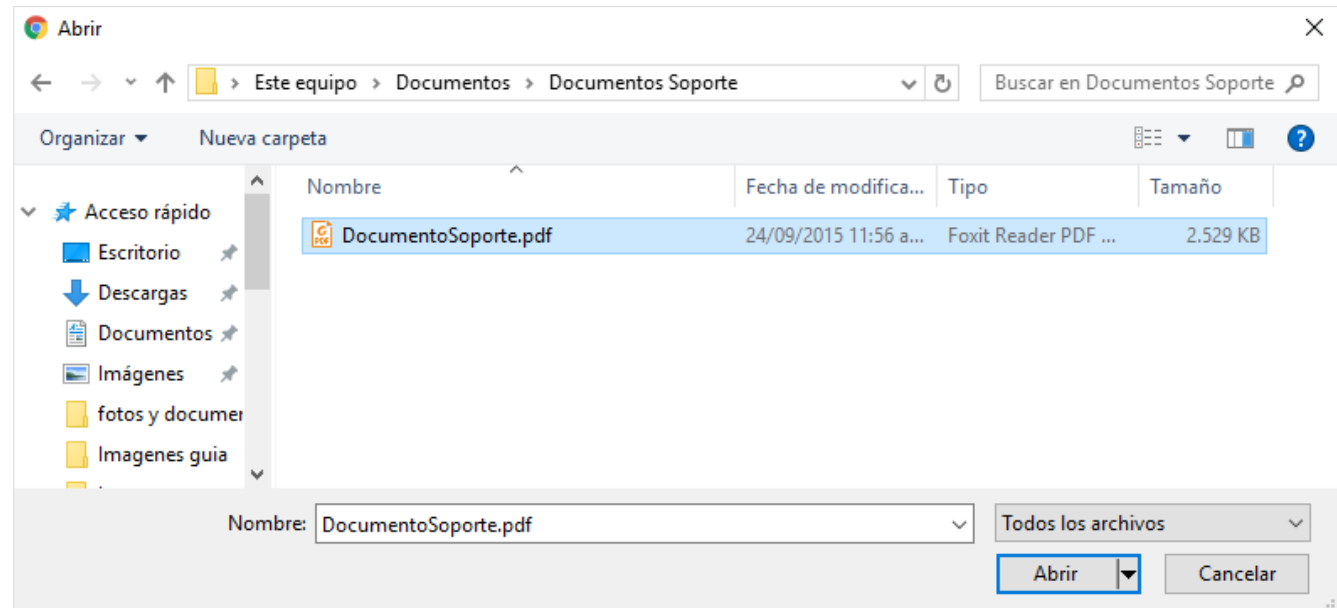 Abrir
Este equipo > Documentos > Documentos Soporte
Buscar en Documentos Soporte
Organizar
Nueva carpeta
Nombre
Fecha de modifica...
Tipo
Tamaño
Acceso rápido
Escritorio
Descargas
Documentos
Imágenes
fotos y documen
Imagenes guia
DocumentoSoporte.pdf
24/09/2015 11:56 a...
Foxit Reader PDF ...
2.529 KB
Nombre:
DocumentoSoporte.pdf
Todos los archivos
Abrir
Cancelar